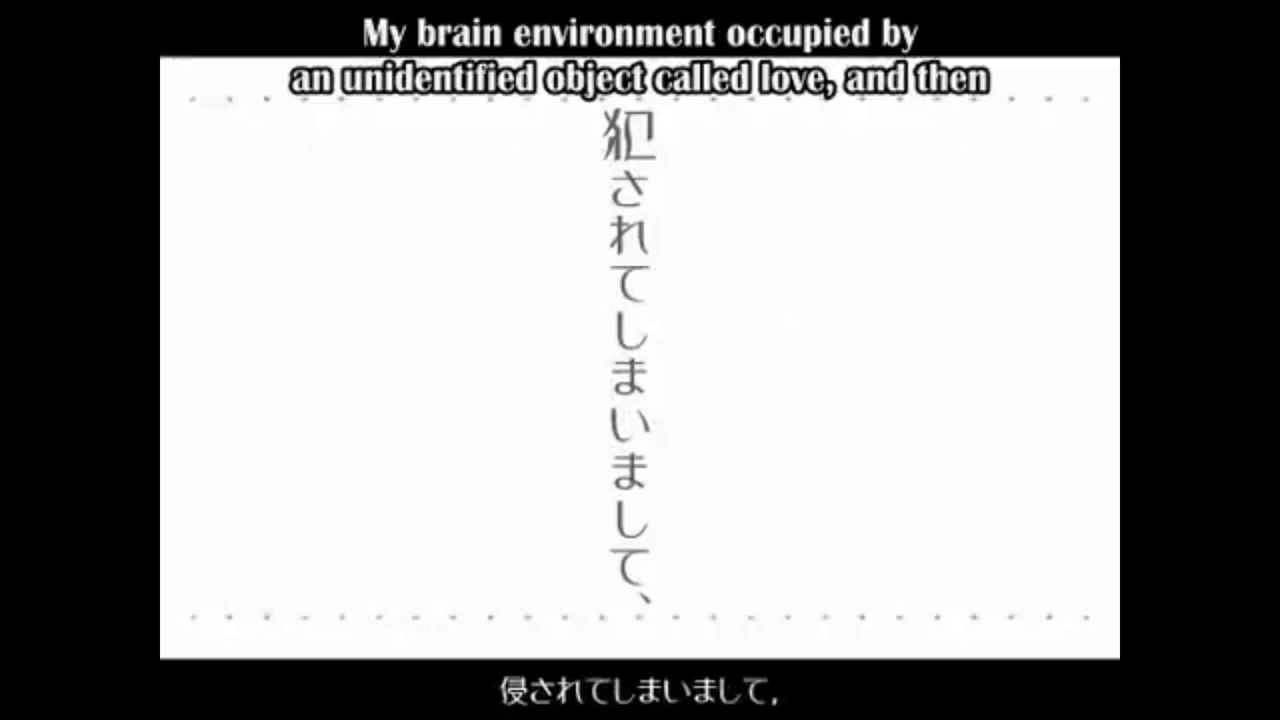 My brain environment occupied by
an unidentified object called love, and then
犯されてしまいまして、
侵されてしまいまして,